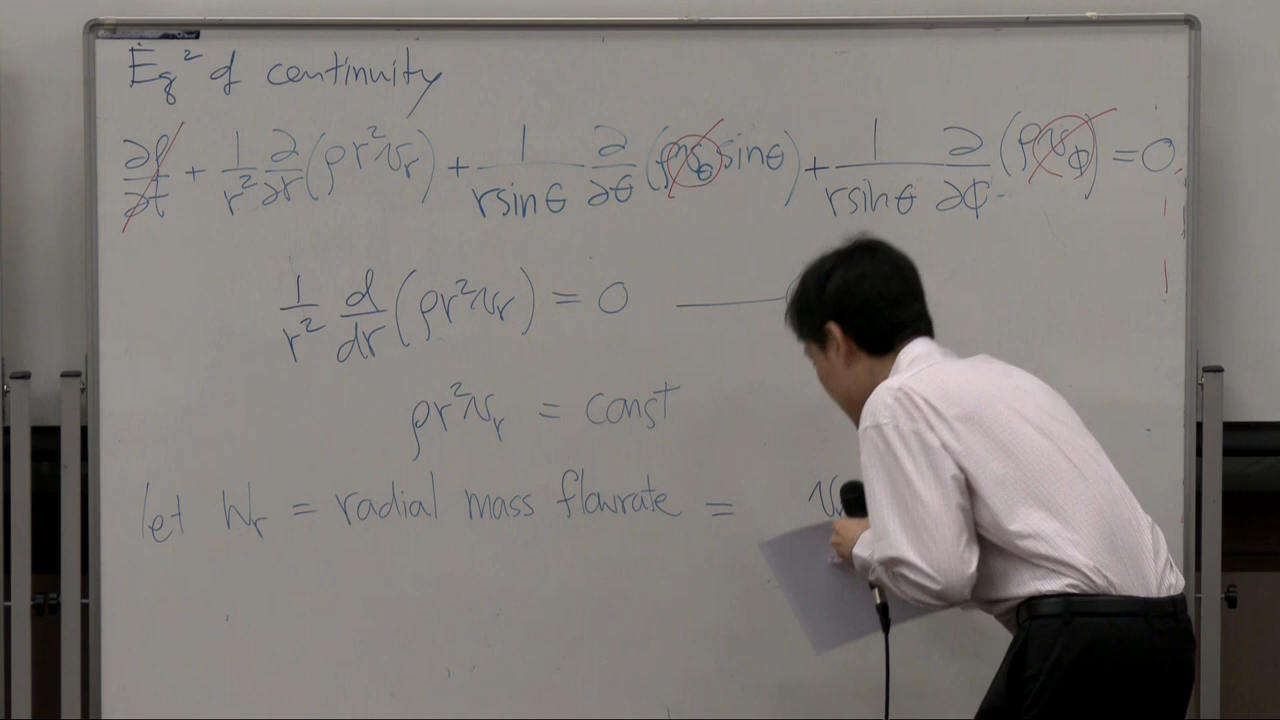 Eqⁿ of continuity
∂ρ/∂t + 1/r² ∂/∂r (ρr²v_r) + 1/(r sinθ) ∂/∂θ (ρv_θ sinθ) + 1/(r sinθ) ∂/∂φ (ρv_φ) = 0
1/r² d/dr (ρr²v_r) = 0
ρr²v_r = const
let W_r = radial mass flowrate =